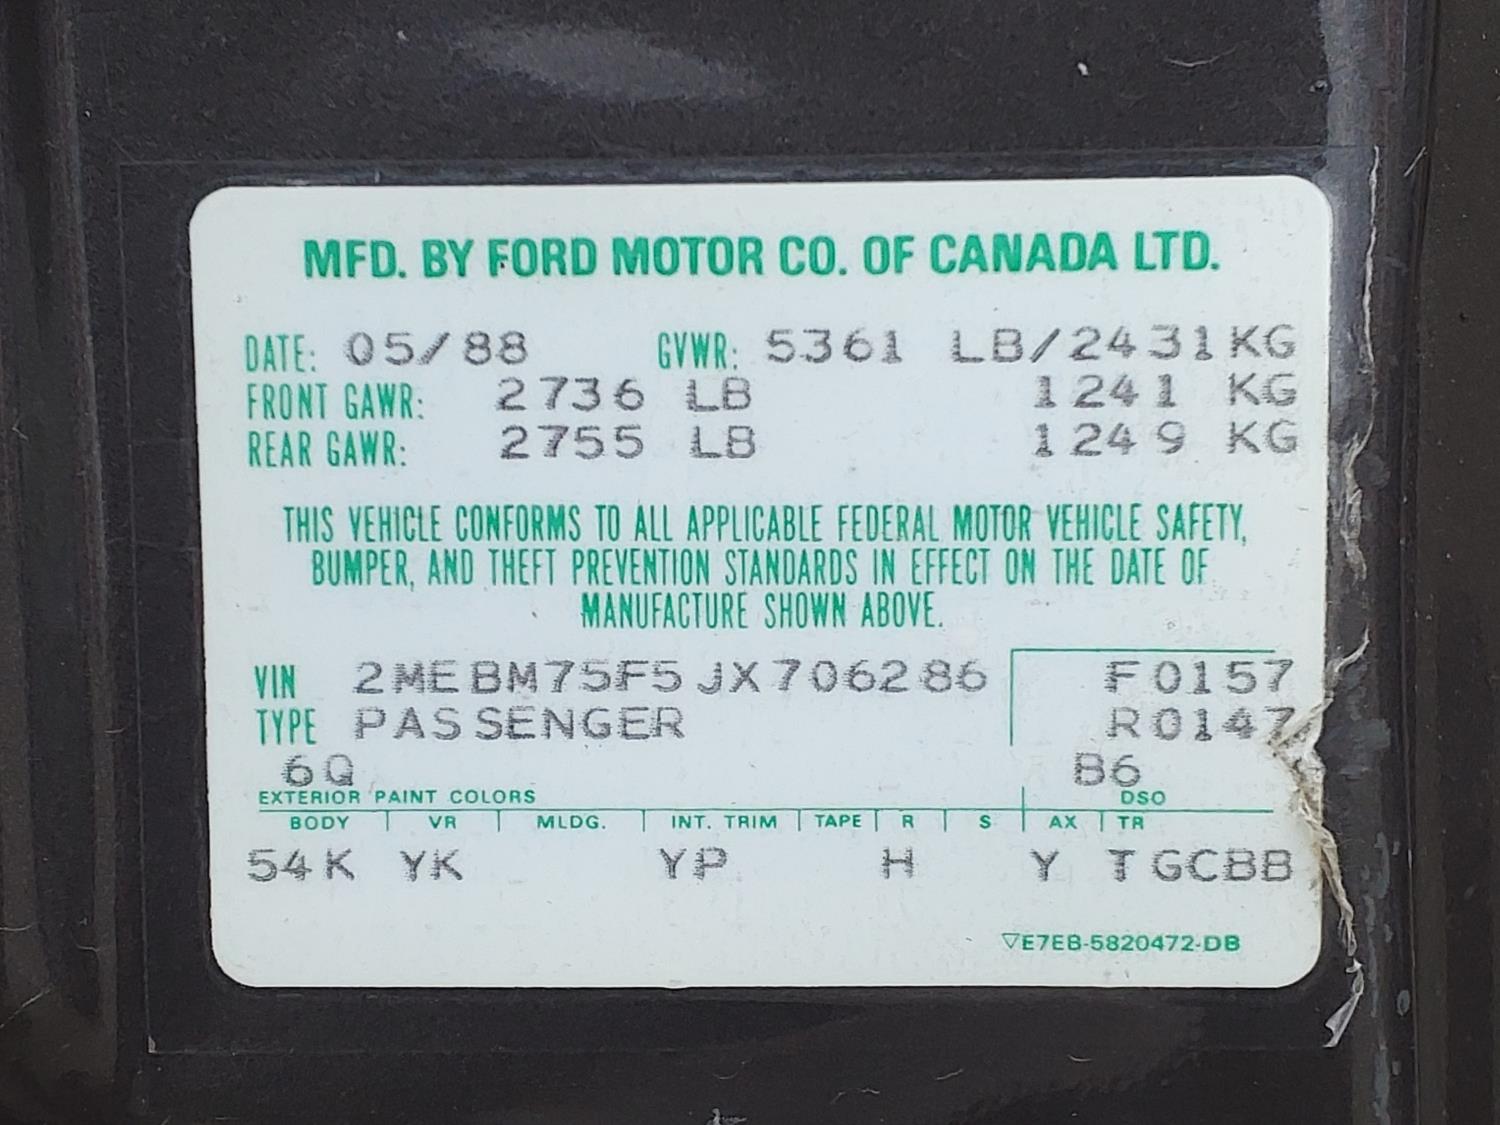 MFD. BY FORD MOTOR CO. OF CANADA LTD.
DATE: 05/88 GVWR: 5361 LB/2431KG
FRONT GAWR: 2736 LB 1241 KG
REAR GAWR: 2755 LB 1249 KG
THIS VEHICLE CONFORMS TO ALL APPLICABLE FEDERAL MOTOR VEHICLE SAFETY,
BUMPER, AND THEFT PREVENTION STANDARDS IN EFFECT ON THE DATE OF
MANUFACTURE SHOWN ABOVE.
VIN 2MEBM75F5JX706286 F0157
TYPE PASSENGER R0147
6Q B6
EXTERIOR PAINT COLORS DSO
BODY VR MLDG. INT. TRIM TAPE R S AX TR
54K YK YP H Y T GCBB
▽E7EB-5820472-DB